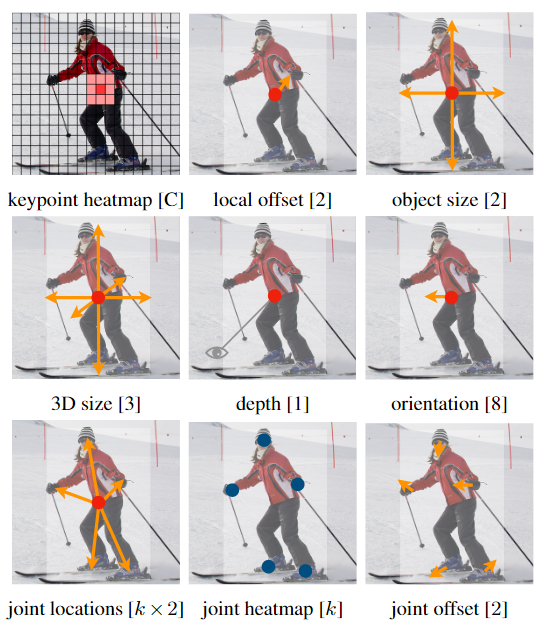 keypoint heatmap [C]
local offset [2]
object size [2]
3D size [3]
depth [1]
orientation [8]
joint locations [k × 2]
joint heatmap [k]
joint offset [2]